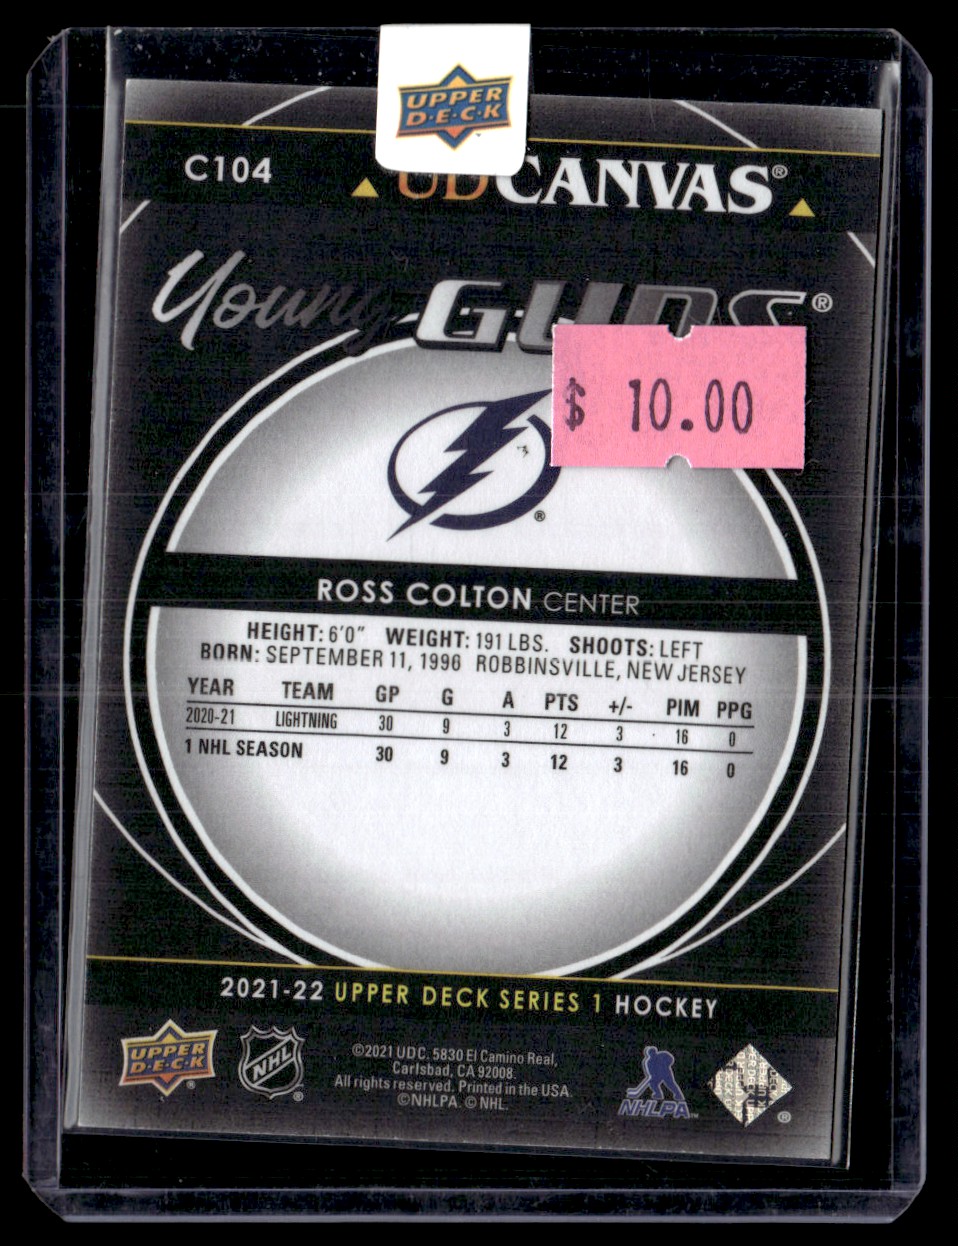 UPPER
D·E·C·K
C104
UD CANVAS®
Young GUNS®
$ 10.00
®
ROSS COLTON CENTER
HEIGHT: 6'0" WEIGHT: 191 LBS. SHOOTS: LEFT
BORN: SEPTEMBER 11, 1996 ROBBINSVILLE, NEW JERSEY
YEAR TEAM GP G A PTS +/- PIM PPG
2020-21 LIGHTNING 30 9 3 12 3 16 0
1 NHL SEASON 30 9 3 12 3 16 0
2021-22 UPPER DECK SERIES 1 HOCKEY
UPPER
D·E·C·K
®
NHL
®
©2021 UDC. 5830 El Camino Real,
Carlsbad, CA 92008.
All rights reserved. Printed in the USA.
©NHLPA. © NHL.
NHLPA™
®